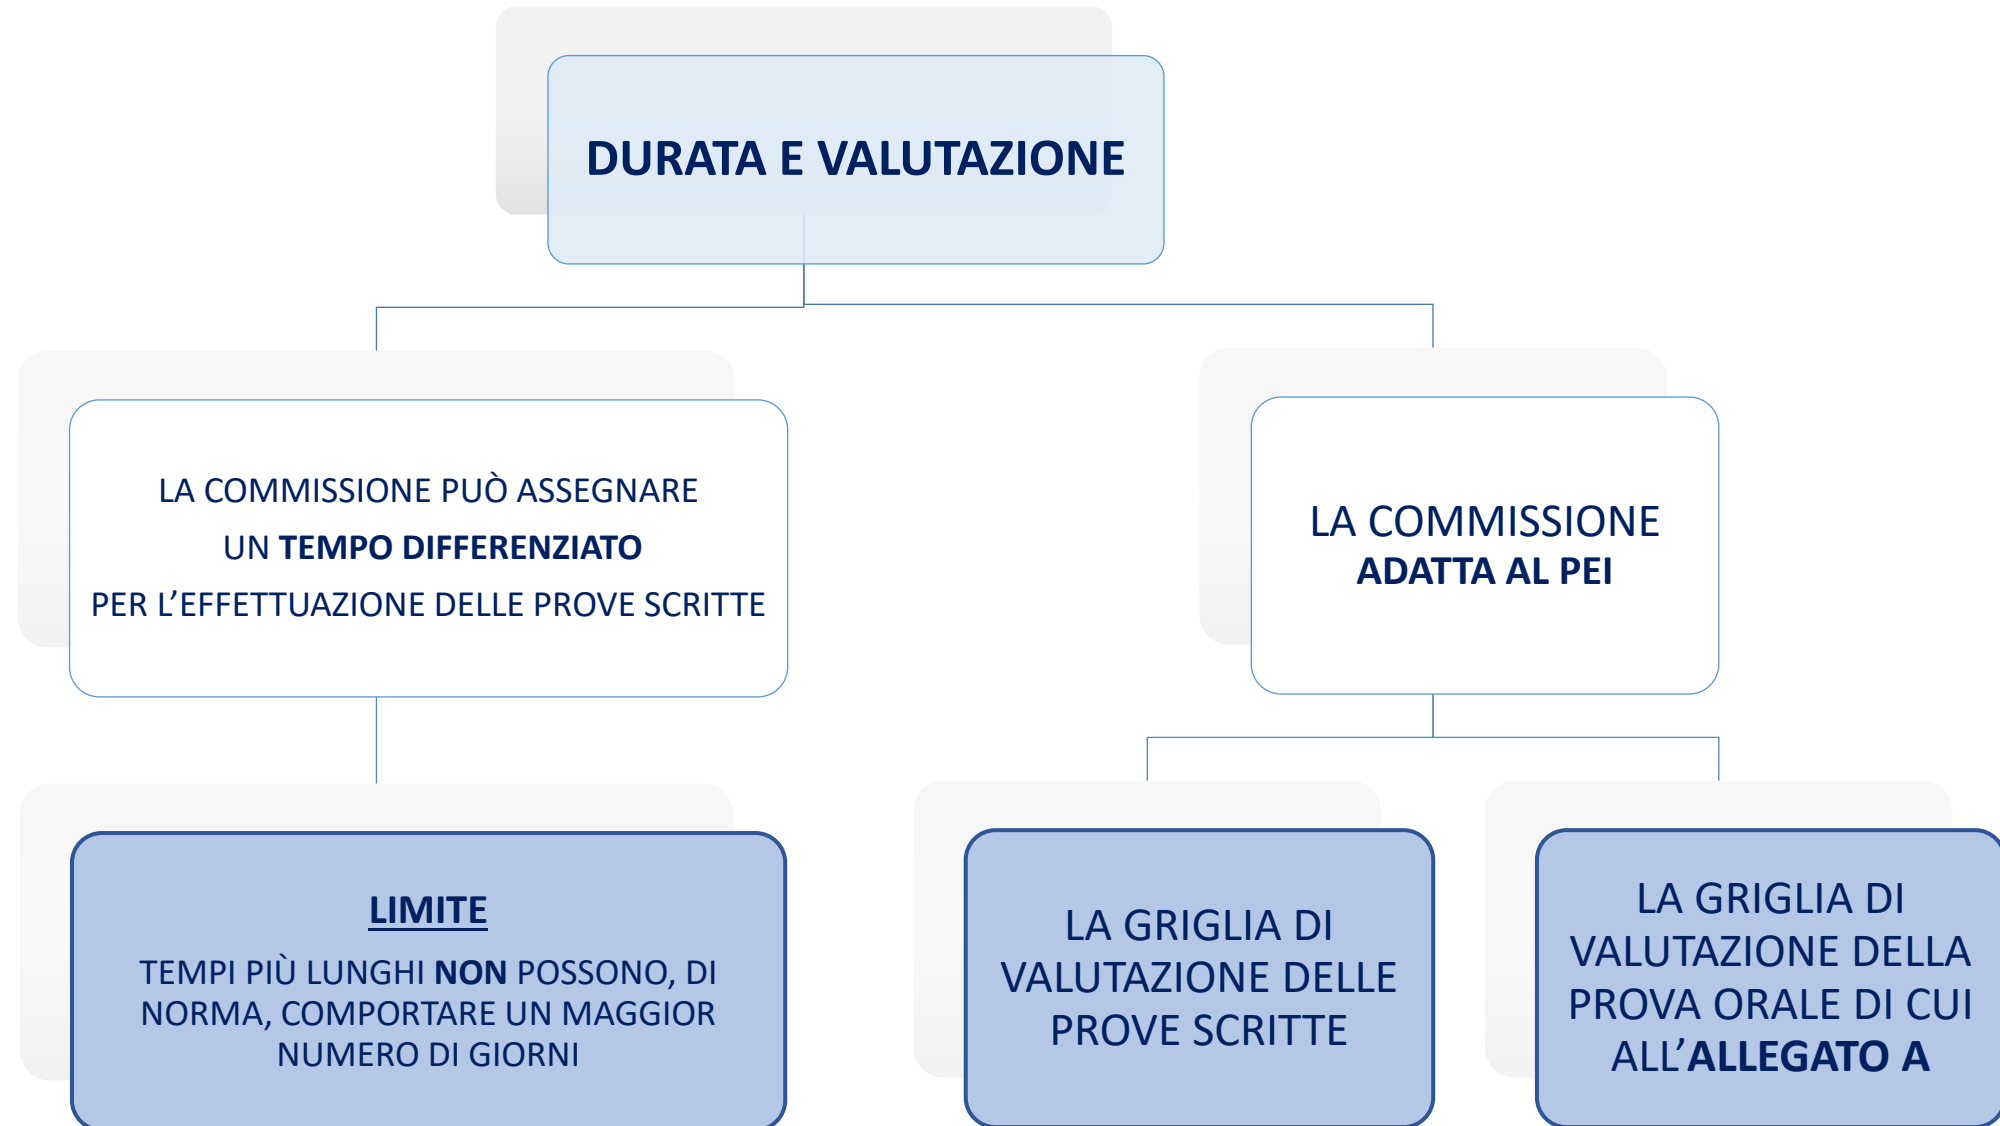 DURATA E VALUTAZIONE
LA COMMISSIONE PUÒ ASSEGNARE
UN TEMPO DIFFERENZIATO
PER L’EFFETTUAZIONE DELLE PROVE SCRITTE
LA COMMISSIONE
ADATTA AL PEI
LIMITE
TEMPI PIÙ LUNGHI NON POSSONO, DI
NORMA, COMPORTARE UN MAGGIOR
NUMERO DI GIORNI
LA GRIGLIA DI
VALUTAZIONE DELLE
PROVE SCRITTE
LA GRIGLIA DI
VALUTAZIONE DELLA
PROVA ORALE DI CUI
ALL’ALLEGATO A